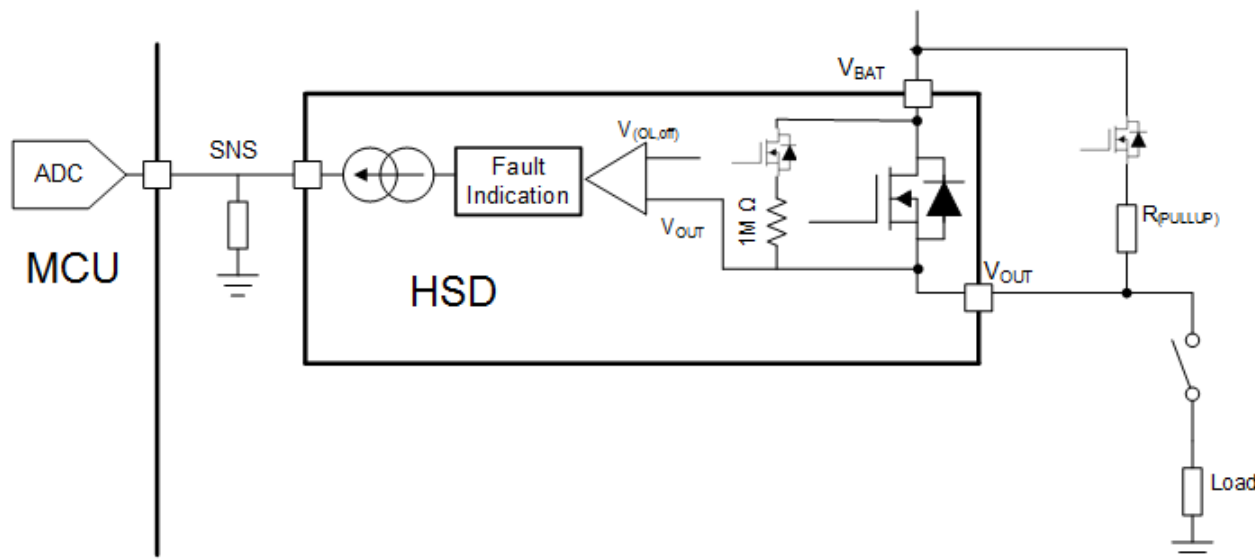 V_BAT
SNS
V_(OL,off)
ADC
Fault
Indication
1M Ω
R_(PULLUP)
V_OUT
MCU
HSD
V_OUT
Load